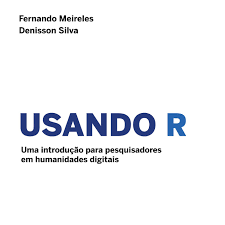 Fernando Meireles
Denisson Silva
USANDO R
Uma introdução para pesquisadores
em humanidades digitais